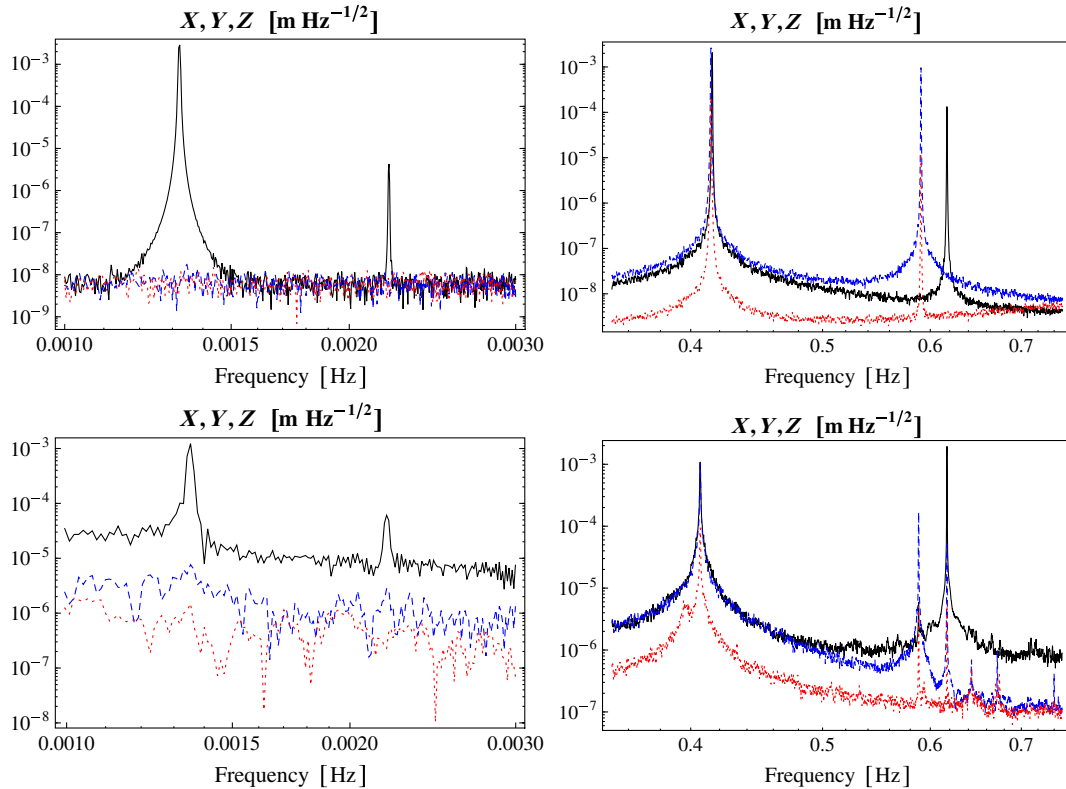 X, Y, Z [m Hz^{-1/2}]
10^{-3}
10^{-4}
10^{-5}
10^{-6}
10^{-7}
10^{-8}
10^{-9}
0.0010 0.0015 0.0020 0.0030
Frequency [Hz]
X, Y, Z [m Hz^{-1/2}]
10^{-3}
10^{-4}
10^{-5}
10^{-6}
10^{-7}
10^{-8}
0.4 0.5 0.6 0.7
Frequency [Hz]
X, Y, Z [m Hz^{-1/2}]
10^{-3}
10^{-4}
10^{-5}
10^{-6}
10^{-7}
10^{-8}
0.0010 0.0015 0.0020 0.0030
Frequency [Hz]
X, Y, Z [m Hz^{-1/2}]
10^{-3}
10^{-4}
10^{-5}
10^{-6}
10^{-7}
0.4 0.5 0.6 0.7
Frequency [Hz]